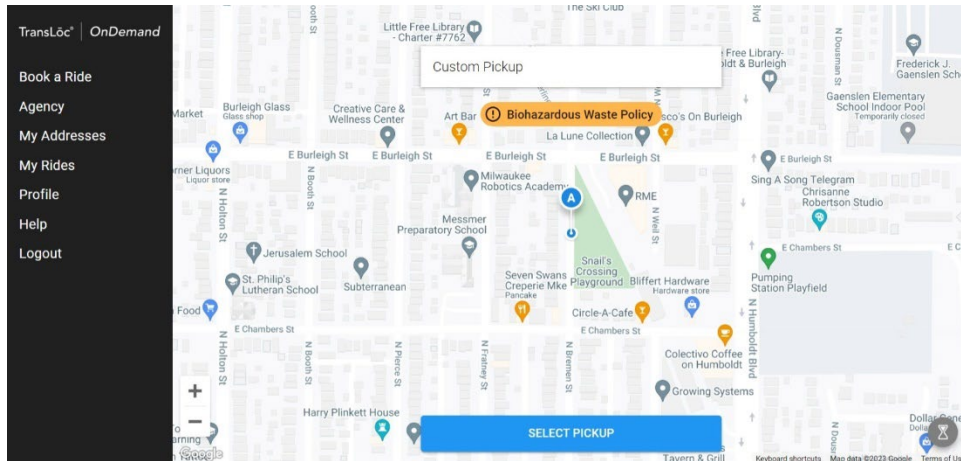 TransLōc® | OnDemand
Book a Ride
Agency
My Addresses
My Rides
Profile
Help
Logout
The Ski Club
Little Free Library
- Charter #7762
Custom Pickup
Free Library-
ldt & Burleigh
Frederick J.
Gaenslen Sch
Gaenslen Elementary
School Indoor Pool
Temporarily closed
N Dousman St
Blvd
Market
Burleigh Glass
Glass shop
Creative Care &
Wellness Center
Art Bar
Biohazardous Waste Policy
sco's On Burleigh
La Lune Collection
E Burleigh St
E Burleigh St
E Burleigh St
E Burleigh St
E Burleigh St
rner Liquors
Liquor store
N Holton St
N Booth St
Milwaukee
Robotics Academy
A
RME
N Weil St
Sing A Song Telegram
Chrisanne
Robertson Studio
Messmer
Preparatory School
Jerusalem School
E Chambers St
E C
St. Philip's
Lutheran School
Subterranean
Seven Swans
Creperie Mke
Pancake
Snail's
Crossing
Playground
Bliffert Hardware
Hardware store
Pumping
Station Playfield
Food
Circle-A-Cafe
E Chambers St
E Chambers St
N Holton St
N Booth St
N Pierce St
N Fratney St
N Bremen St
N Humboldt Blvd
Colectivo Coffee
on Humboldt
Growing Systems
+
−
Harry Plinkett House
SELECT PICKUP
Tavern & Grill
Google
Keyboard shortcuts
Map data ©2023 Google
Terms of Us